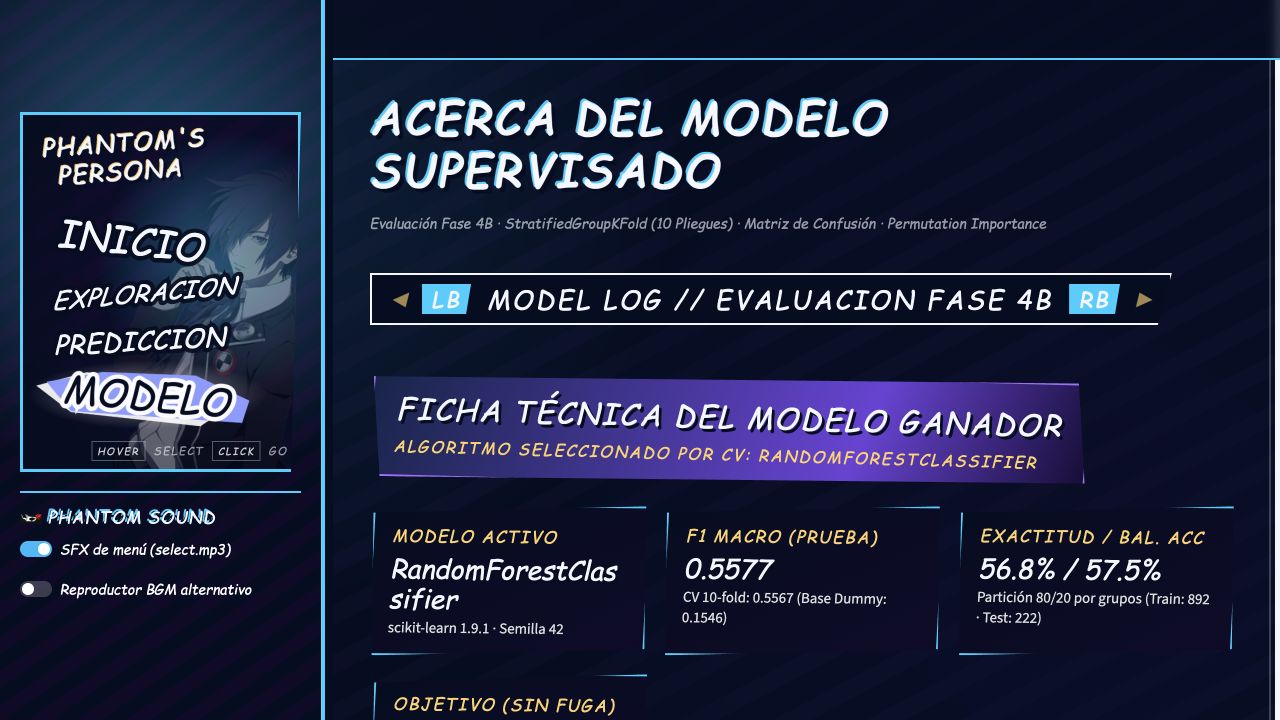 PHANTOM'S
PERSONA
INICIO
EXPLORACION
PREDICCION
MODELO
HOVER SELECT CLICK GO
PHANTOM SOUND
SFX de menú (select.mp3)
Reproductor BGM alternativo
ACERCA DEL MODELO
SUPERVISADO
Evaluación Fase 4B · StratifiedGroupKFold (10 Pliegues) · Matriz de Confusión · Permutation Importance
◀ LB MODEL LOG // EVALUACION FASE 4B RB ▶
FICHA TÉCNICA DEL MODELO GANADOR
ALGORITMO SELECCIONADO POR CV: RANDOMFORESTCLASSIFIER
MODELO ACTIVO
RandomForestClas
sifier
scikit-learn 1.9.1 · Semilla 42
F1 MACRO (PRUEBA)
0.5577
CV 10-fold: 0.5567 (Base Dummy:
0.1546)
EXACTITUD / BAL. ACC
56.8% / 57.5%
Partición 80/20 por grupos (Train: 892
· Test: 222)
OBJETIVO (SIN FUGA)